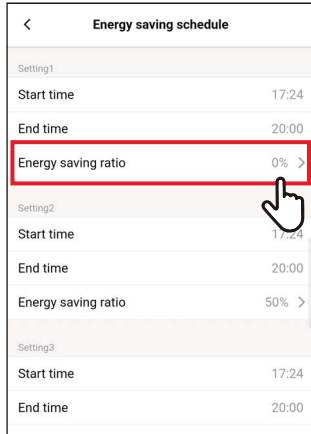 Energy saving schedule
Setting1
Start time 17:24
End time 20:00
Energy saving ratio 0%
Setting2
Start time 17:24
End time 20:00
Energy saving ratio 50%
Setting3
Start time 17:24
End time 20:00